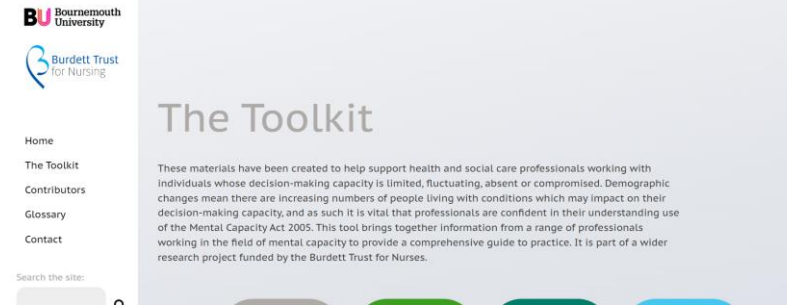 BU Bournemouth
University
Burdett Trust
for Nursing
Home
The Toolkit
Contributors
Glossary
Contact
Search the site:
The Toolkit
These materials have been created to help support health and social care professionals working with
individuals whose decision-making capacity is limited, fluctuating, absent or compromised. Demographic
changes mean there are increasing numbers of people living with conditions which may impact on their
decision-making capacity, and as such it is vital that professionals are confident in their understanding use
of the Mental Capacity Act 2005. This tool brings together information from a range of professionals
working in the field of mental capacity to provide a comprehensive guide to practice. It is part of a wider
research project funded by the Burdett Trust for Nurses.